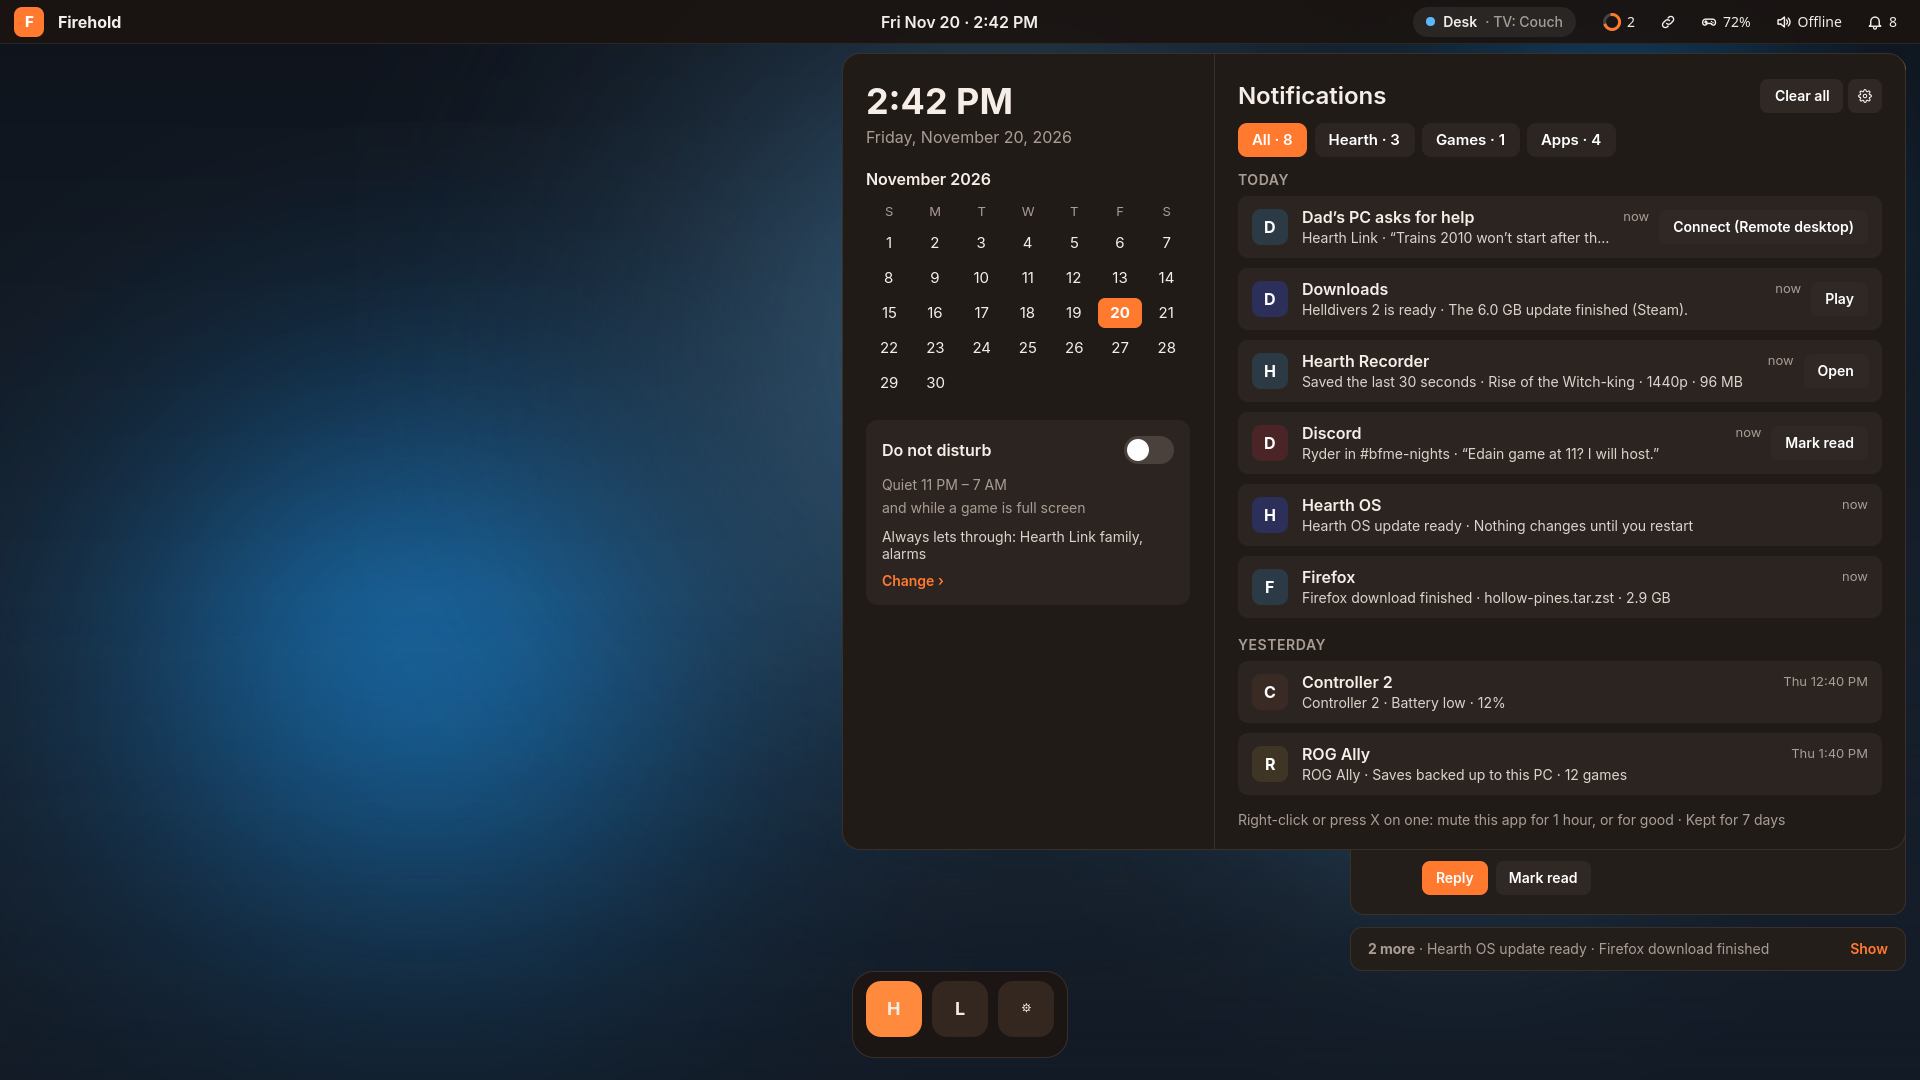 F Firehold
Fri Nov 20 · 2:42 PM
Desk · TV: Couch
2
72%
Offline
8
2:42 PM
Friday, November 20, 2026
November 2026
S M T W T F S
1 2 3 4 5 6 7
8 9 10 11 12 13 14
15 16 17 18 19 20 21
22 23 24 25 26 27 28
29 30
Do not disturb
Quiet 11 PM – 7 AM
and while a game is full screen
Always lets through: Hearth Link family,
alarms
Change ›
Notifications
Clear all
All · 8
Hearth · 3
Games · 1
Apps · 4
TODAY
D
Dad’s PC asks for help
now
Hearth Link · “Trains 2010 won’t start after th…
Connect (Remote desktop)
D
Downloads
now
Helldivers 2 is ready · The 6.0 GB update finished (Steam).
Play
H
Hearth Recorder
now
Saved the last 30 seconds · Rise of the Witch-king · 1440p · 96 MB
Open
D
Discord
now
Ryder in #bfme-nights · “Edain game at 11? I will host.”
Mark read
H
Hearth OS
now
Hearth OS update ready · Nothing changes until you restart
F
Firefox
now
Firefox download finished · hollow-pines.tar.zst · 2.9 GB
YESTERDAY
C
Controller 2
Thu 12:40 PM
Controller 2 · Battery low · 12%
R
ROG Ally
Thu 1:40 PM
ROG Ally · Saves backed up to this PC · 12 games
Right-click or press X on one: mute this app for 1 hour, or for good · Kept for 7 days
Reply
Mark read
2 more · Hearth OS update ready · Firefox download finished
Show
H
L